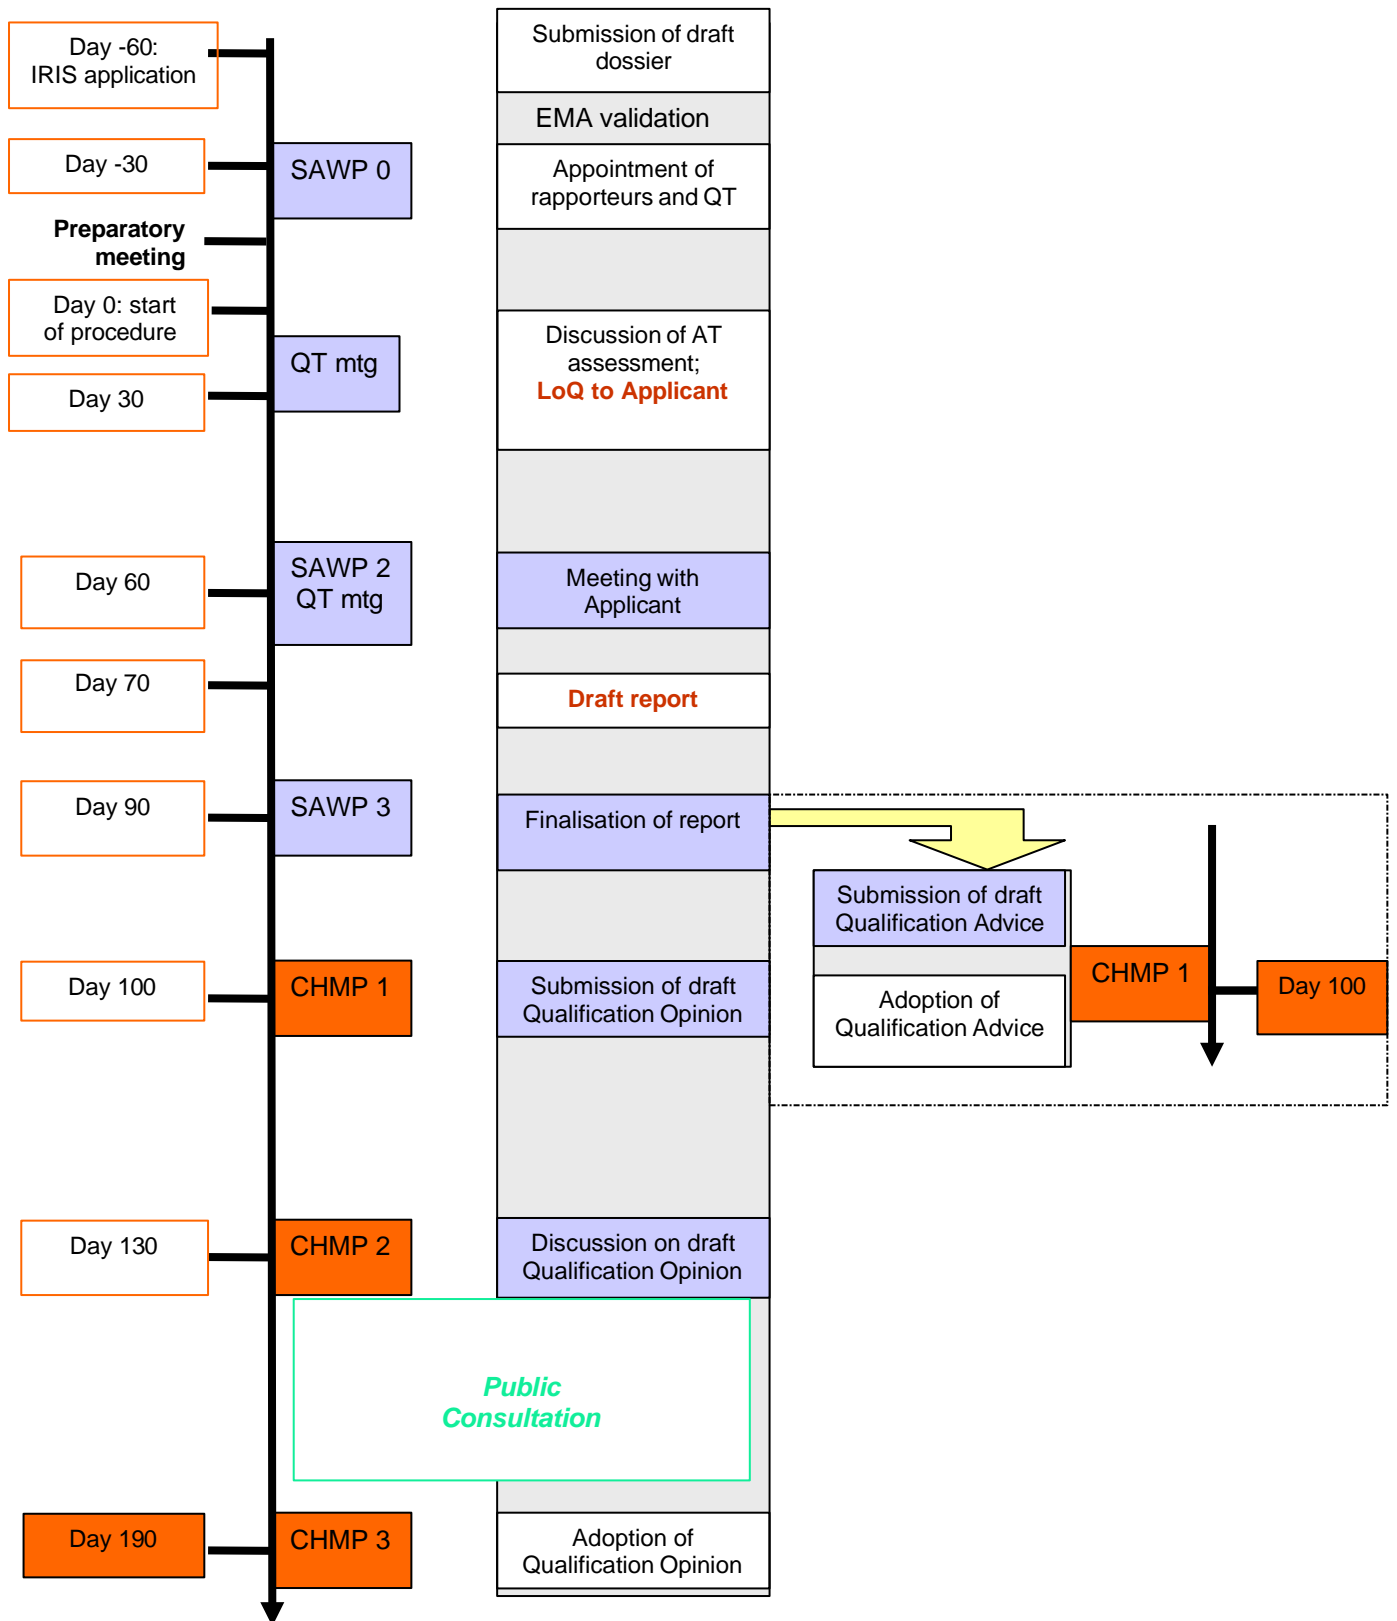 Day -60:
IRIS application
Submission of draft
dossier
EMA validation
Day -30
SAWP 0
Appointment of
rapporteurs and QT
Preparatory
meeting
Day 0: start
of procedure
QT mtg
Discussion of AT
assessment;
LoQ to Applicant
Day 30
Day 60
SAWP 2
QT mtg
Meeting with
Applicant
Day 70
Draft report
Day 90
SAWP 3
Finalisation of report
Submission of draft
Qualification Advice
Day 100
CHMP 1
Submission of draft
Qualification Opinion
Adoption of
Qualification Advice
CHMP 1
Day 100
Day 130
CHMP 2
Discussion on draft
Qualification Opinion
Public
Consultation
Day 190
CHMP 3
Adoption of
Qualification Opinion